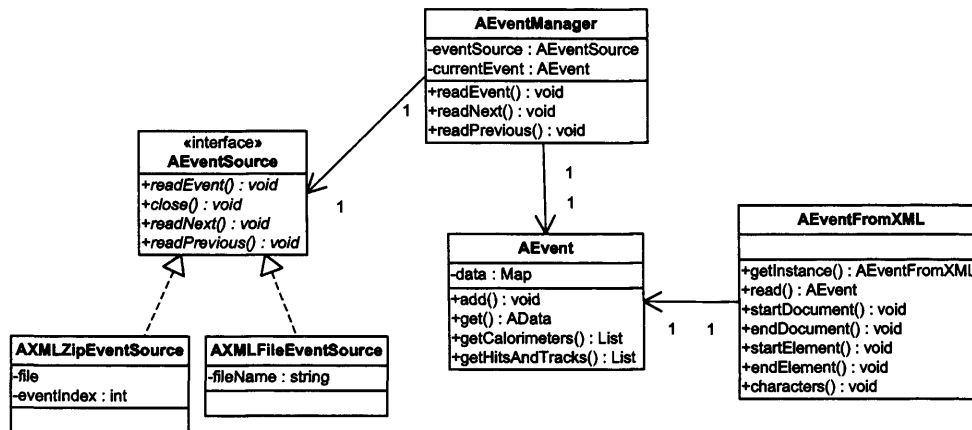 AEventManager
-eventSource : AEventSource
-currentEvent : AEvent
+readEvent() : void
+readNext() : void
+readPrevious() : void
1
1
1
1
«interface»
AEventSource
+readEvent() : void
+close() : void
+readNext() : void
+readPrevious() : void
AEvent
-data : Map
+add() : void
+get() : AData
+getCalorimeters() : List
+getHitsAndTracks() : List
1
1
AEventFromXML
+getInstance() : AEventFromXML
+read() : AEvent
+startDocument() : void
+endDocument() : void
+startElement() : void
+endElement() : void
+characters() : void
AXMLZipEventSource
-file
-eventIndex : int
AXMLFileEventSource
-fileName : string